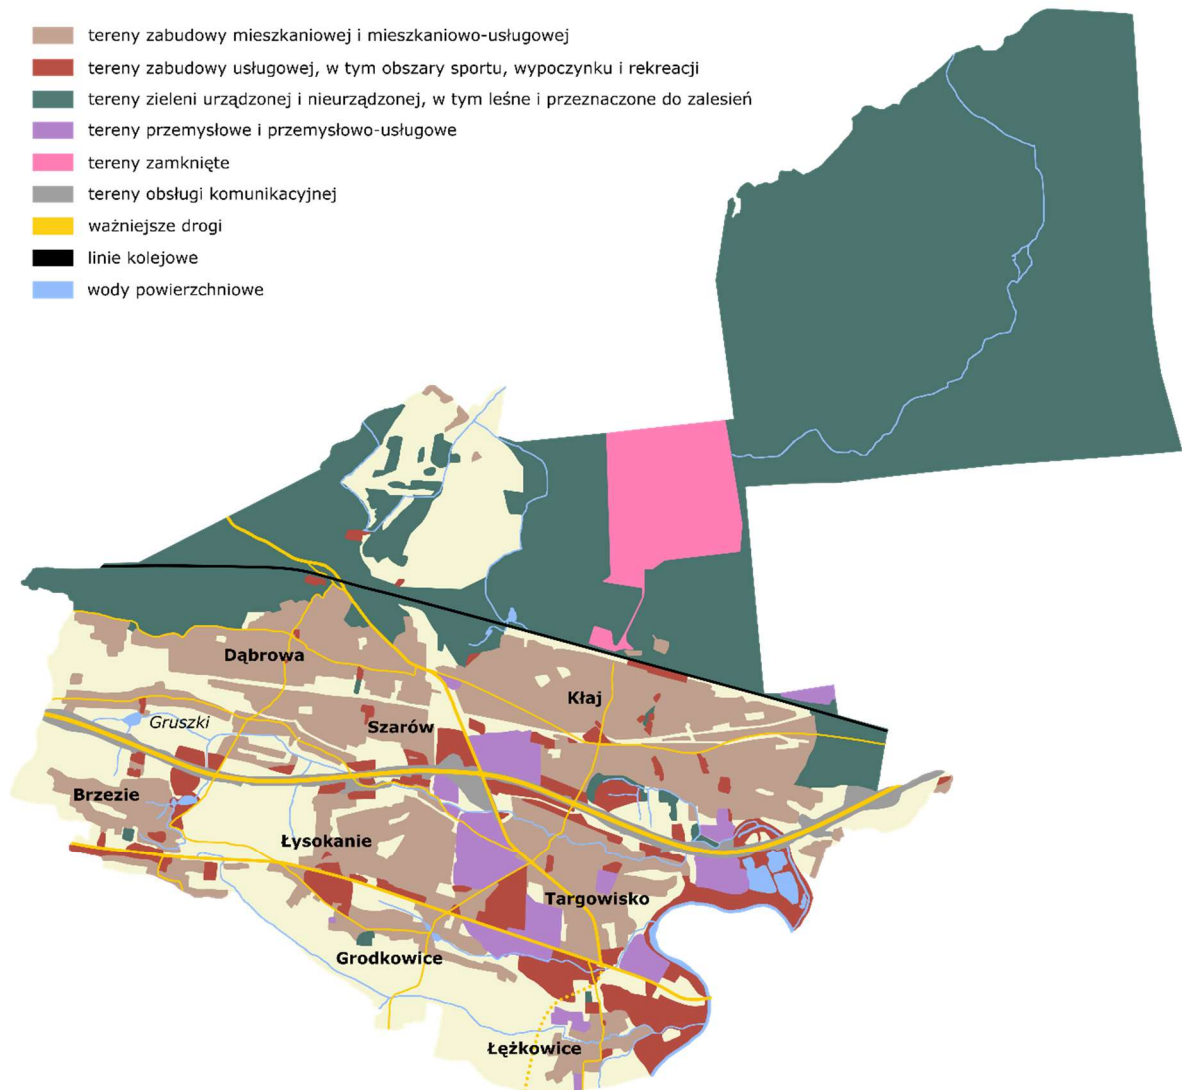 tereny zabudowy mieszkaniowej i mieszkaniowo-usługowej
tereny zabudowy usługowej, w tym obszary sportu, wypoczynku i rekreacji
tereny zieleni urządzonej i nieurządzonej, w tym leśne i przeznaczone do zalesień
tereny przemysłowe i przemysłowo-usługowe
tereny zamknięte
tereny obsługi komunikacyjnej
ważniejsze drogi
linie kolejowe
wody powierzchniowe
Dąbrowa
Kłaj
Gruszki
Szarów
Brzezie
Łysokanie
Targowisko
Grodkowice
Łężkowice